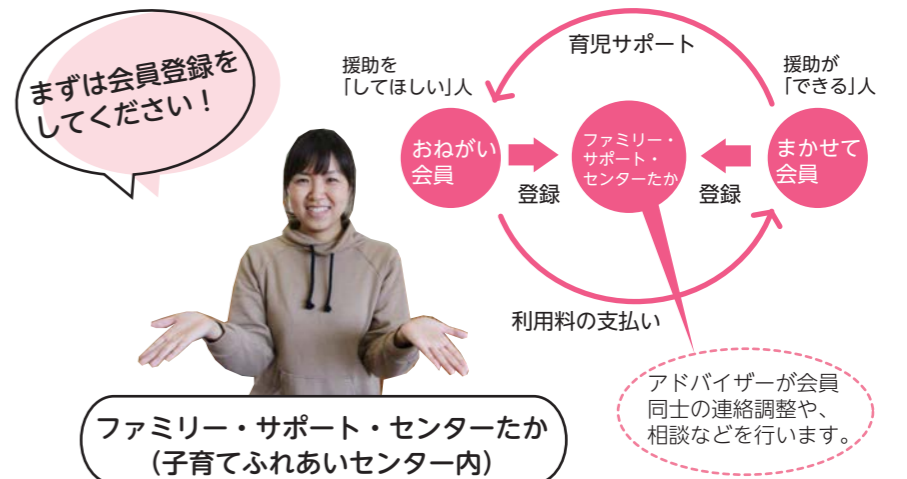 まずは会員登録を
してください！
育児サポート
援助を
「してほしい」人
援助が
「できる」人
おねがい
会員
ファミリー・
サポート・
センターたか
まかせて
会員
登録
登録
利用料の支払い
アドバイザーが会員
同士の連絡調整や、
相談などを行います。
ファミリー・サポート・センターたか
（子育てふれあいセンター内）